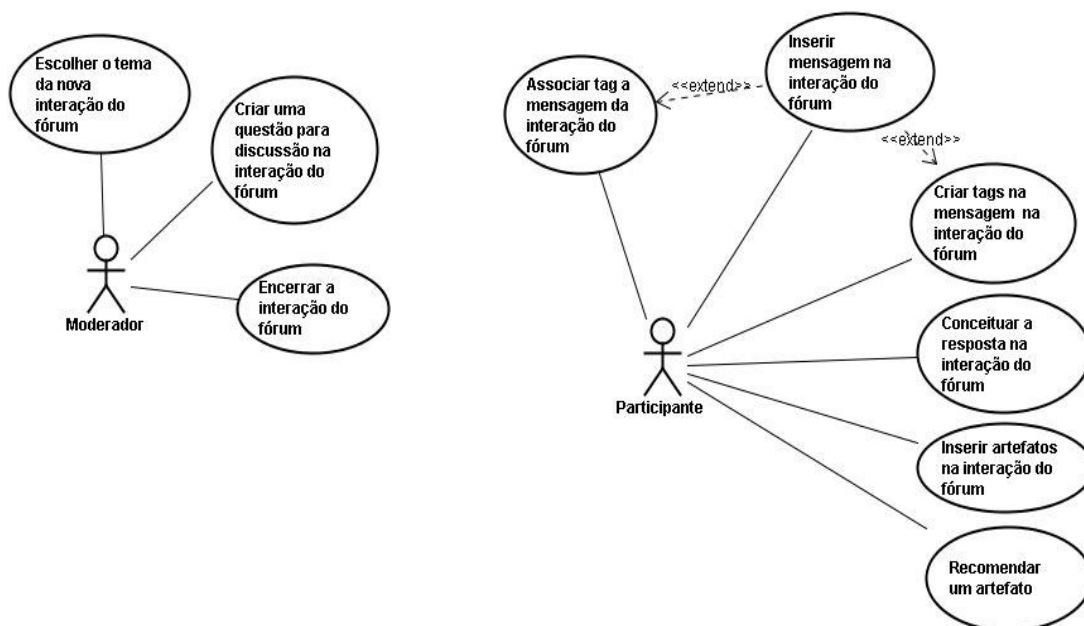 Escolher o tema
da nova
interação do
fórum
Criar uma
questão para
discussão na
interação do
fórum
Encerrar a
interação do
fórum
Moderador
Associar tag a
mensagem da
interação do
fórum
<<extend>>
Inserir
mensagem na
interação do
fórum
<<extend>>
Criar tags na
mensagem na
interação do
fórum
Conceituar a
resposta na
interação do
fórum
Participante
Inserir artefatos
na interação do
fórum
Recomendar
um artefato